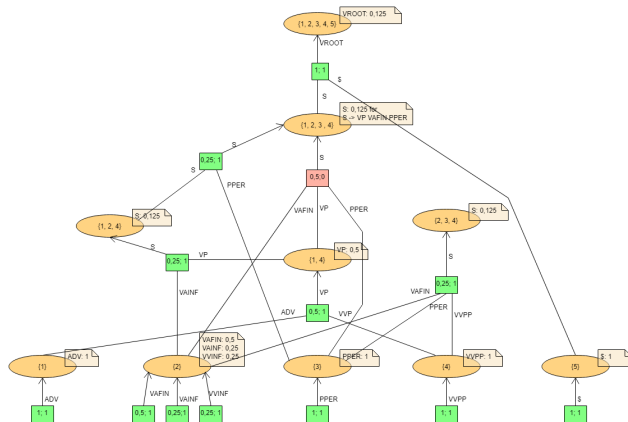 {1, 2, 3, 4, 5}
VROOT: 0,125
VROOT
1; 1
S
$
{1, 2, 3 , 4}
S: 0,125 for
S -> VP VAFIN PPER
S
S
0,25; 1
S
0,5;0
PPER
VAFIN
VP
PPER
{1, 2, 4}
S: 0,125
{2, 3, 4}
S: 0,125
S
0,25; 1
VP
{1, 4}
VP: 0,5
S
VAINF
VP
VAFIN
0,25; 1
PPER
ADV
0,5; 1
VVP
VVPP
{1}
ADV: 1
{2}
VAFIN: 0,5
VAINF: 0,25
VVINF: 0,25
{3}
PPER: 1
{4}
VVPP: 1
{5}
$: 1
ADV
VAFIN
VAINF
VVINF
PPER
VVPP
$
1; 1
0,5; 1
0,25;1
0,25; 1
1; 1
1; 1
1; 1